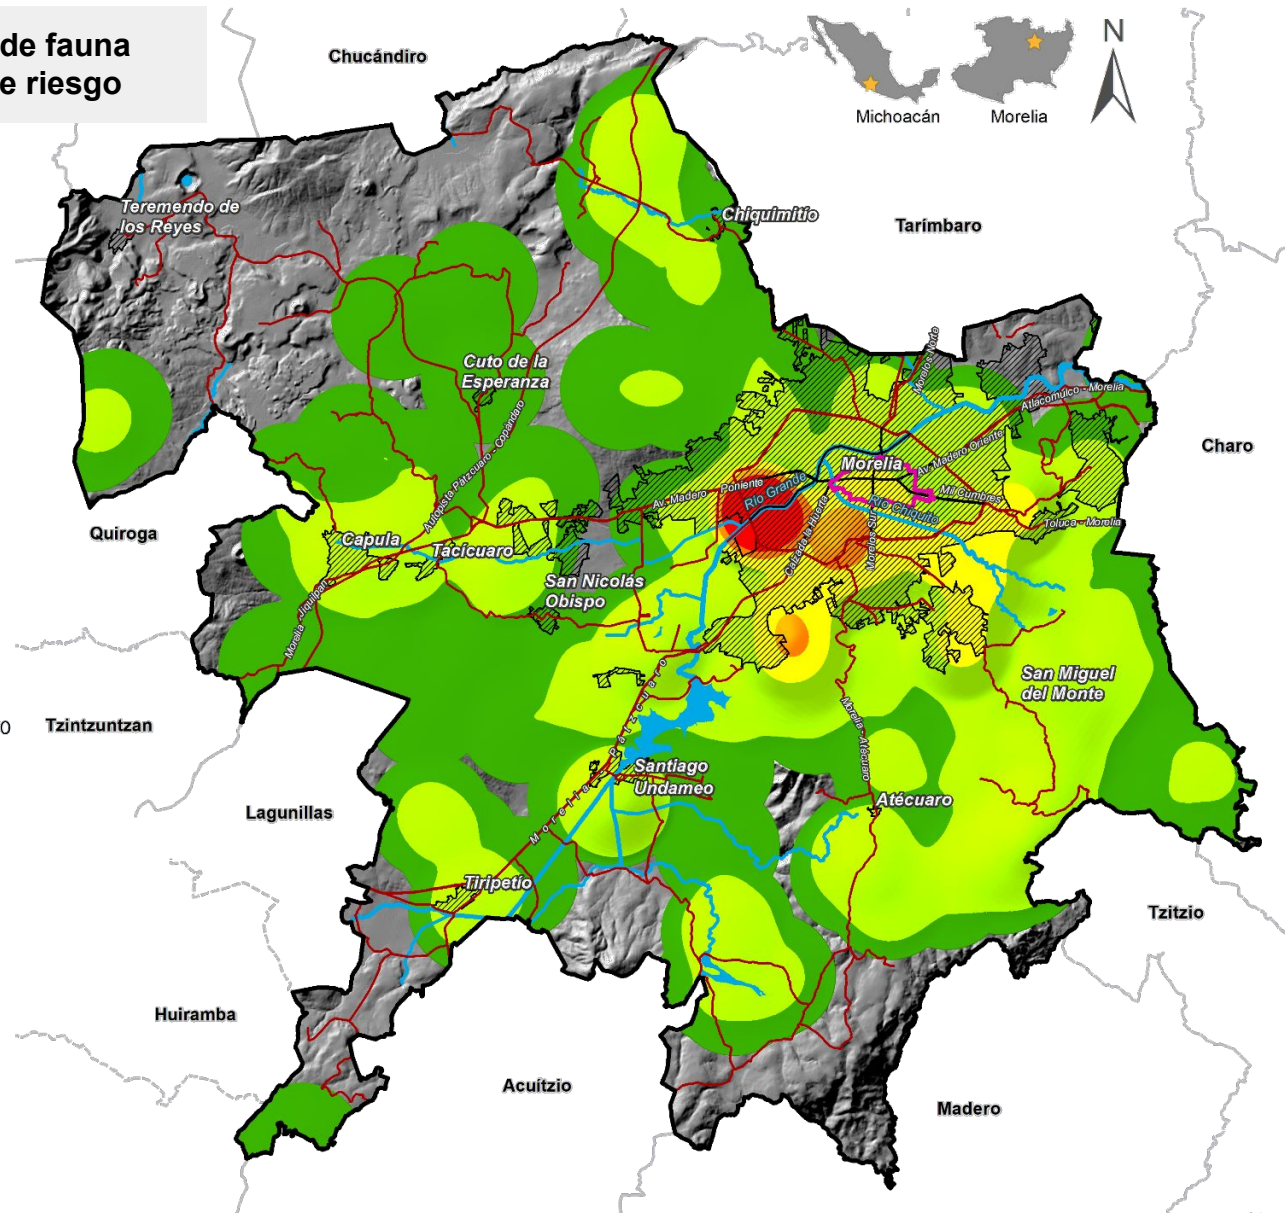 de fauna
e riesgo
Chucándiro
N
Michoacán
Morelia
Teremendo de
los Reyes
Chiquimitío
Tarímbaro
Morelos Norte
Cuto de la
Esperanza
Atlacomulco - Morelia
Autopista Pátzcuaro - Copándaro
Charo
Morelia
Av. Madero Oriente
Av. Madero Poniente
Río Grande
Mil Cumbres
Río Chiquito
Toluca - Morelia
Quiroga
Capula
Tacícuaro
Calzada la Huerta
Morelos Sur
San Nicolás
Obispo
Morelia - Jiquilpan
San Miguel
del Monte
o
Tzintzuntzan
Morelia - Pátzcuaro
Morelia - Atécuaro
Santiago
Undameo
Atécuaro
Lagunillas
Tiripetío
Tzitzio
Huiramba
Acuítzio
Madero